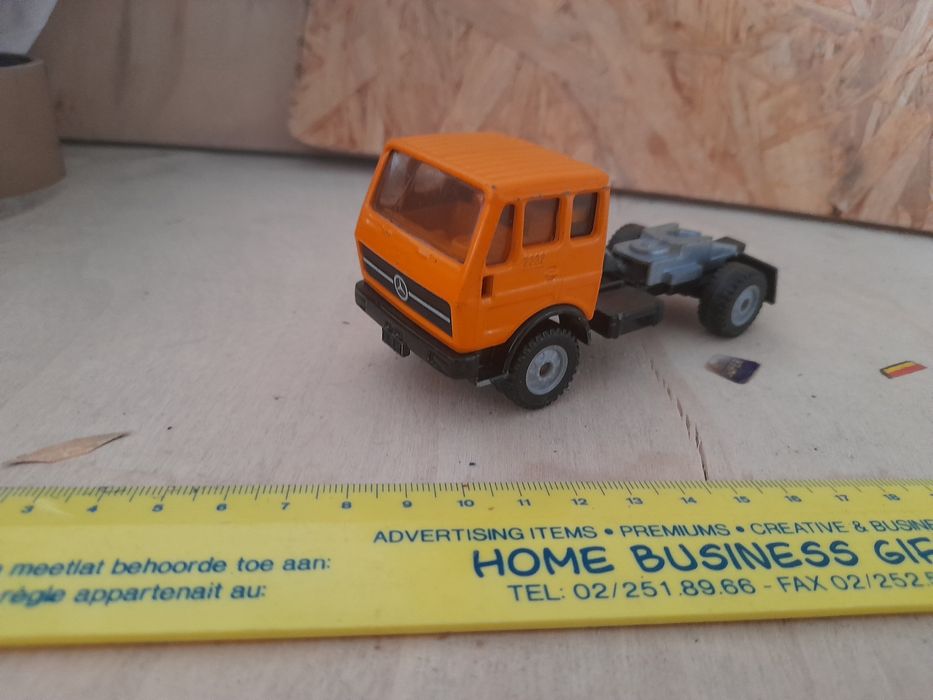 3 4 5 6 7 8 9 10 11 12 13 14 15 16 17 18
ADVERTISING ITEMS • PREMIUMS • CREATIVE & BUSINE
meetlat behoorde toe aan:
HOME BUSINESS GIF
règle appartenait au:
TEL: 02/251.89.66 - FAX 02/252.5